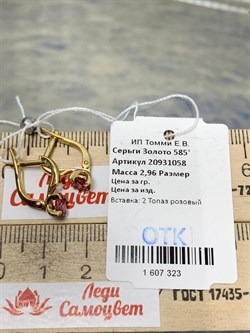 ИП Томми Е.В.
Серьги Золото 585°
Артикул 20931058
Масса 2,96 Размер
Цена за гр.
Цена за изд.
Вставка: 2 Топаз розовый
ОТК
1 607 323
Леди
Самоцвет
Леди
Самоцвет
ГОСТ 17435-